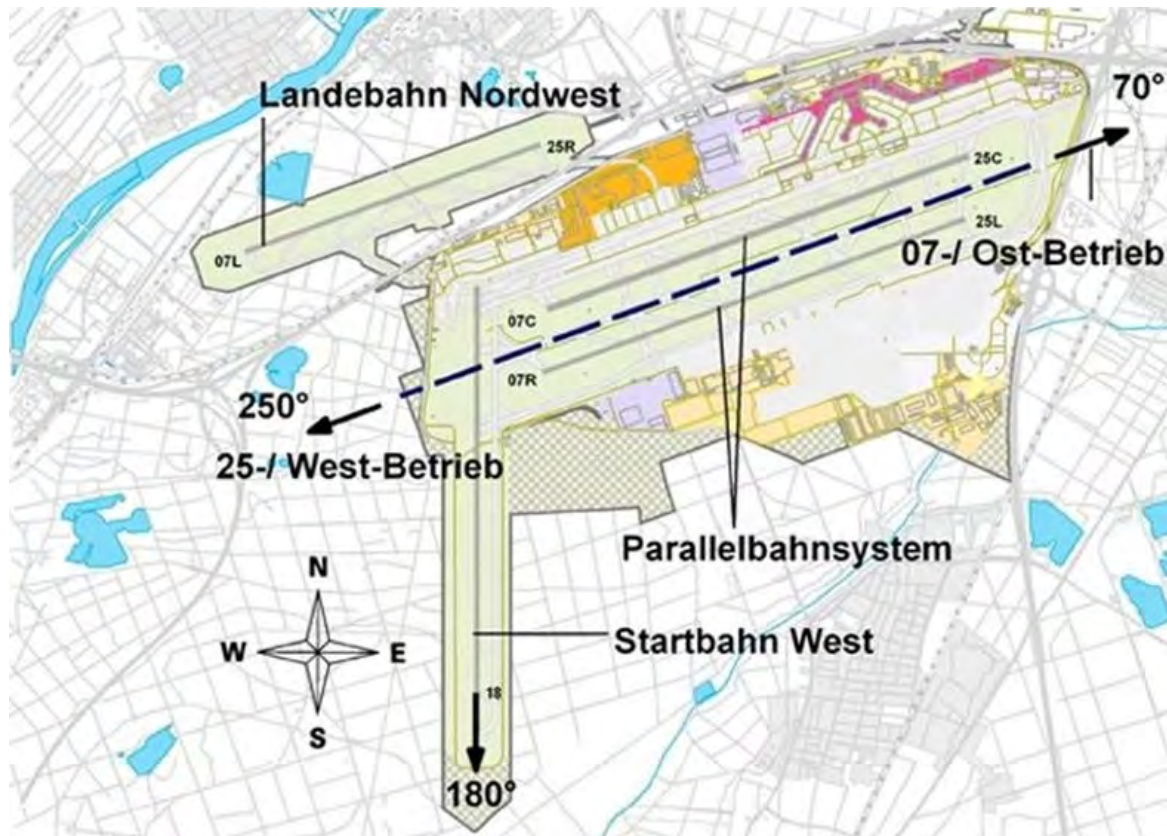 Landebahn Nordwest
70°
25R
25C
25L
07-/ Ost-Betrieb
07L
07C
07R
250°
25-/ West-Betrieb
Parallelbahnsystem
N
W
E
S
Startbahn West
18
180°